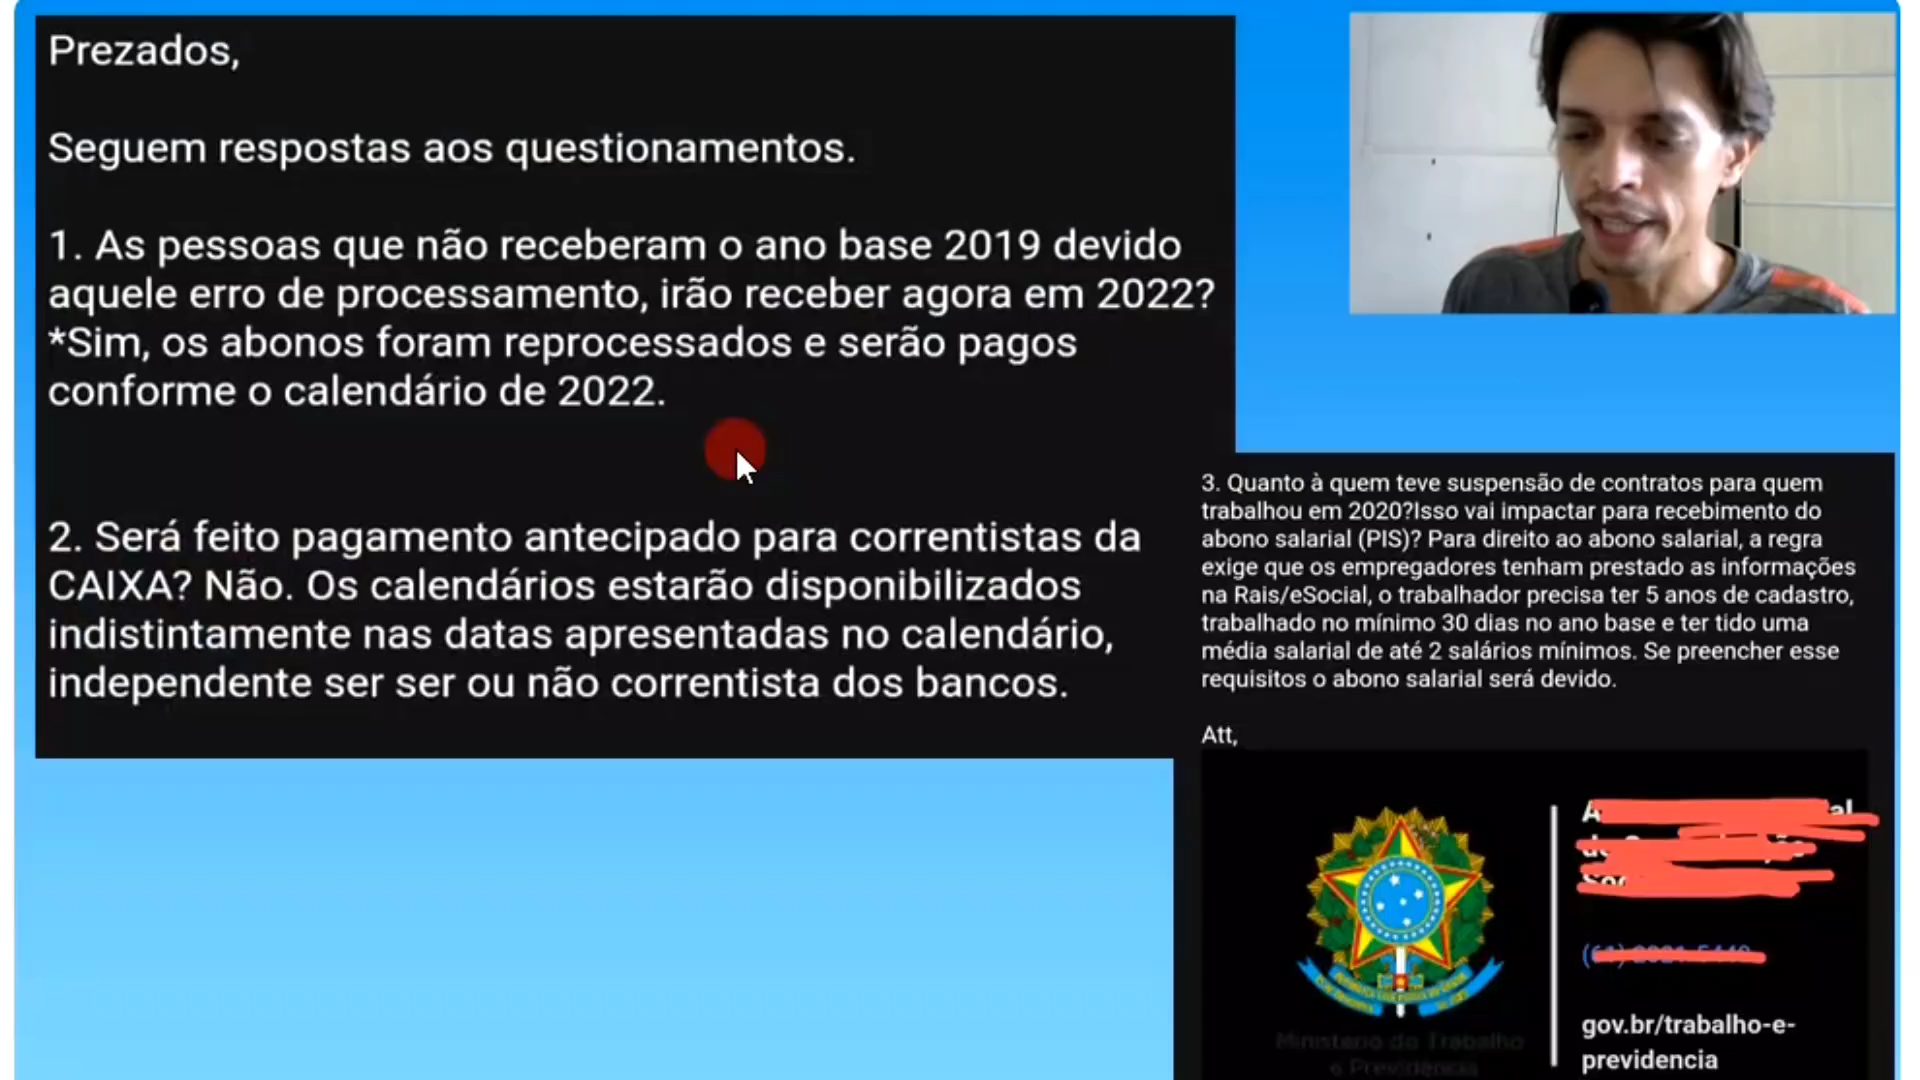 Prezados,
Seguem respostas aos questionamentos.
1. As pessoas que não receberam o ano base 2019 devido
aquele erro de processamento, irão receber agora em 2022?
*Sim, os abonos foram reprocessados e serão pagos
conforme o calendário de 2022.
2. Será feito pagamento antecipado para correntistas da
CAIXA? Não. Os calendários estarão disponibilizados
indistintamente nas datas apresentadas no calendário,
independente ser ser ou não correntista dos bancos.
3. Quanto à quem teve suspensão de contratos para quem
trabalhou em 2020?Isso vai impactar para recebimento do
abono salarial (PIS)? Para direito ao abono salarial, a regra
exige que os empregadores tenham prestado as informações
na Rais/eSocial, o trabalhador precisa ter 5 anos de cadastro,
trabalhado no mínimo 30 dias no ano base e ter tido uma
média salarial de até 2 salários mínimos. Se preencher esse
requisitos o abono salarial será devido.
Att,
Ministério do Trabalho
e Previdência
gov.br/trabalho-e-
previdencia